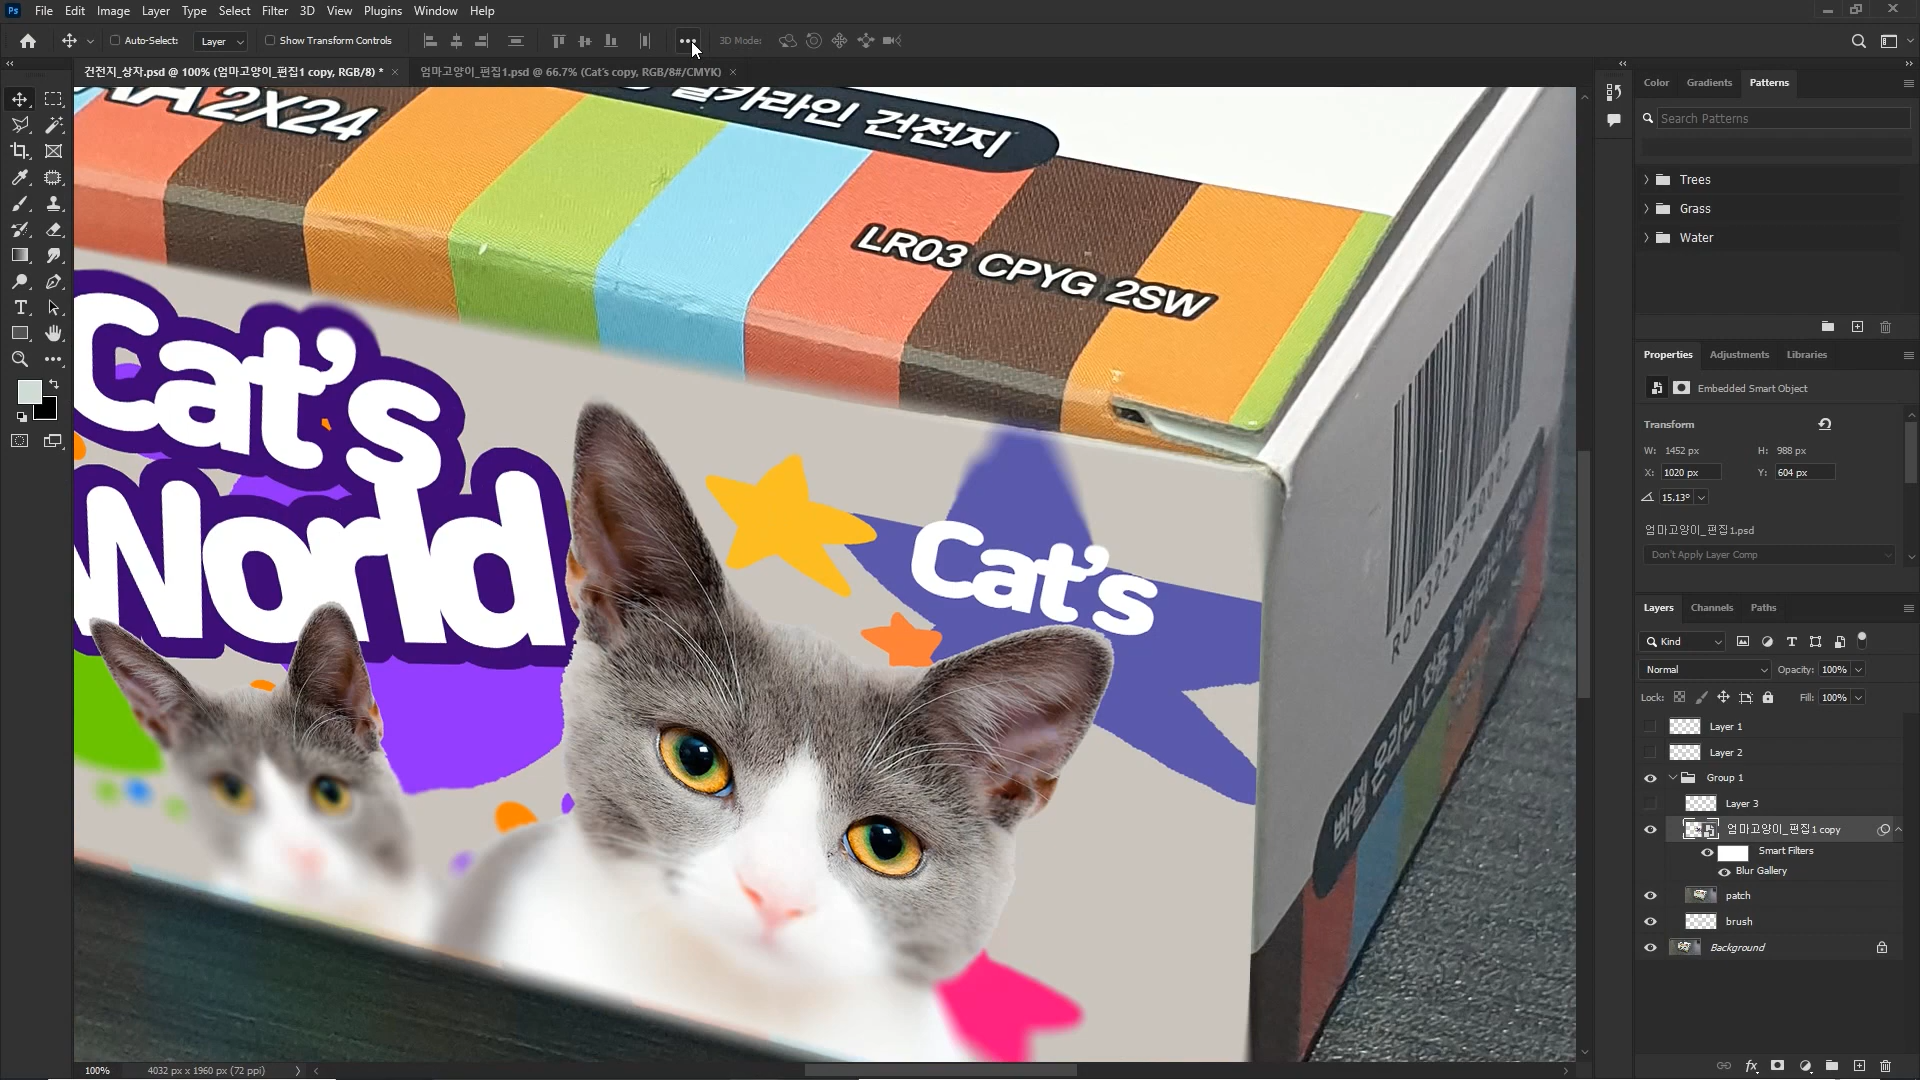 Ps File Edit Image Layer Type Select Filter 3D View Plugins Window Help
Auto-Select: Layer Show Transform Controls 3D Mode:
건전지_상자.psd @ 100% (엄마고양이_편집1 copy, RGB/8) *
엄마고양이_편집1.psd @ 66.7% (Cat's copy, RGB/8#/CMYK)
2X24
알카라인 건전지
LR03 CPYG 2SW
Cat's
World
Cat's
100% 4032 px x 1960 px (72 ppi)
Color Gradients Patterns
Search Patterns
Trees
Grass
Water
Properties Adjustments Libraries
Embedded Smart Object
Transform
W: 1452 px H: 988 px
X: 1020 px Y: 604 px
15.13°
엄마고양이_편집1.psd
Don't Apply Layer Comp
Layers Channels Paths
Kind
Normal Opacity: 100%
Lock: Fill: 100%
Layer 1
Layer 2
Group 1
Layer 3
엄마고양이_편집1 copy
Smart Filters
Blur Gallery
patch
brush
Background